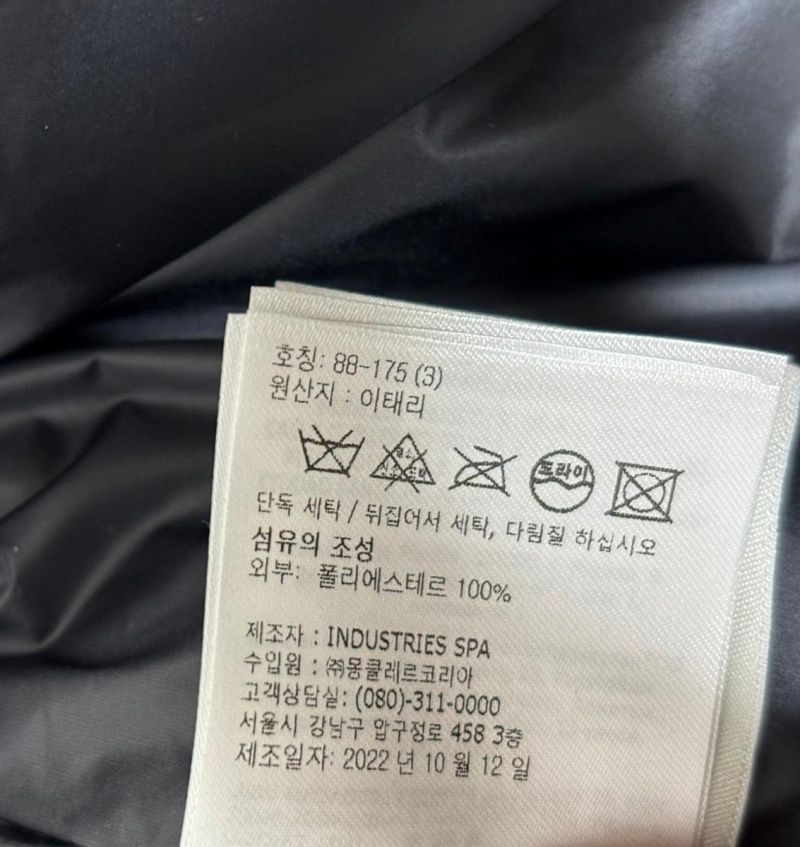 호칭: 88-175 (3)
원산지 : 이태리
드라이
단독 세탁 / 뒤집어서 세탁, 다림질 하십시오
섬유의 조성
외부: 폴리에스테르 100%
제조자 : INDUSTRIES SPA
수입원 : ㈜몽클레르코리아
고객상담실: (080)-311-0000
서울시 강남구 압구정로 458 3층
제조일자: 2022 년 10 월 12 일